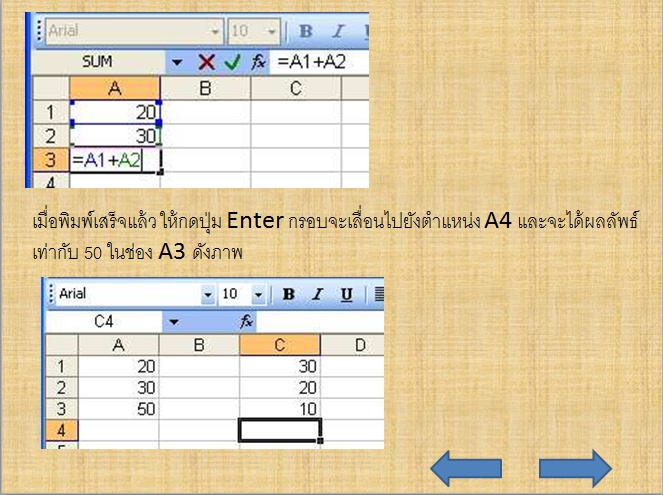 Arial 10 B I
SUM =A1+A2
A B C
1 20
2 30
3 =A1+A2
4
เมื่อพิมพ์เสร็จแล้ว ให้กดปุ่ม Enter กรอบจะเลื่อนไปยังตำแหน่ง A4 และจะได้ผลลัพธ์
เท่ากับ 50 ในช่อง A3 ดังภาพ
Arial 10 B I U
C4 fx
A B C D
1 20 30
2 30 20
3 50 10
4